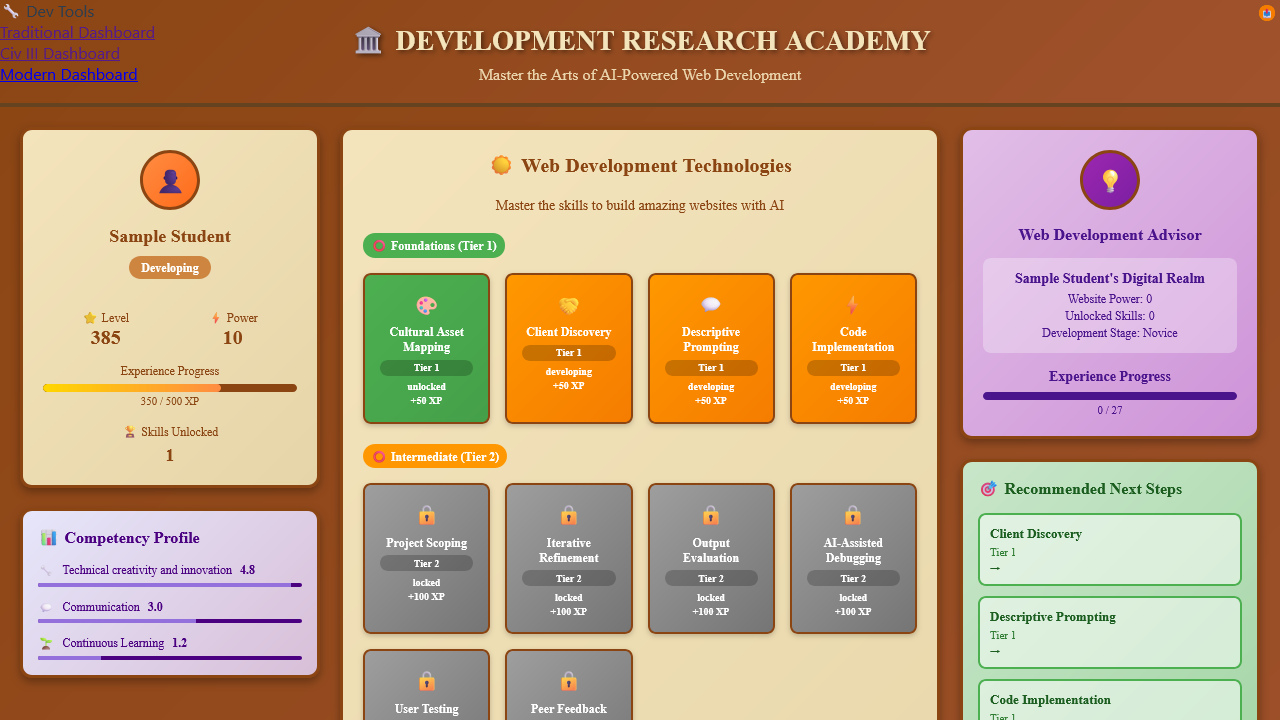 Dev Tools
Traditional Dashboard
Civ III Dashboard
Modern Dashboard
DEVELOPMENT RESEARCH ACADEMY
Master the Arts of AI-Powered Web Development
Sample Student
Developing
Level
385
Power
10
Experience Progress
350 / 500 XP
Skills Unlocked
1
Competency Profile
Technical creativity and innovation 4.8
Communication 3.0
Continuous Learning 1.2
Web Development Technologies
Master the skills to build amazing websites with AI
Foundations (Tier 1)
Cultural Asset
Mapping
Tier 1
unlocked
+50 XP
Client Discovery
Tier 1
developing
+50 XP
Descriptive
Prompting
Tier 1
developing
+50 XP
Code
Implementation
Tier 1
developing
+50 XP
Intermediate (Tier 2)
Project Scoping
Tier 2
locked
+100 XP
Iterative
Refinement
Tier 2
locked
+100 XP
Output
Evaluation
Tier 2
locked
+100 XP
AI-Assisted
Debugging
Tier 2
locked
+100 XP
User Testing
Peer Feedback
Web Development Advisor
Sample Student's Digital Realm
Website Power: 0
Unlocked Skills: 0
Development Stage: Novice
Experience Progress
0 / 27
Recommended Next Steps
Client Discovery
Tier 1
→
Descriptive Prompting
Tier 1
→
Code Implementation
Tier 1